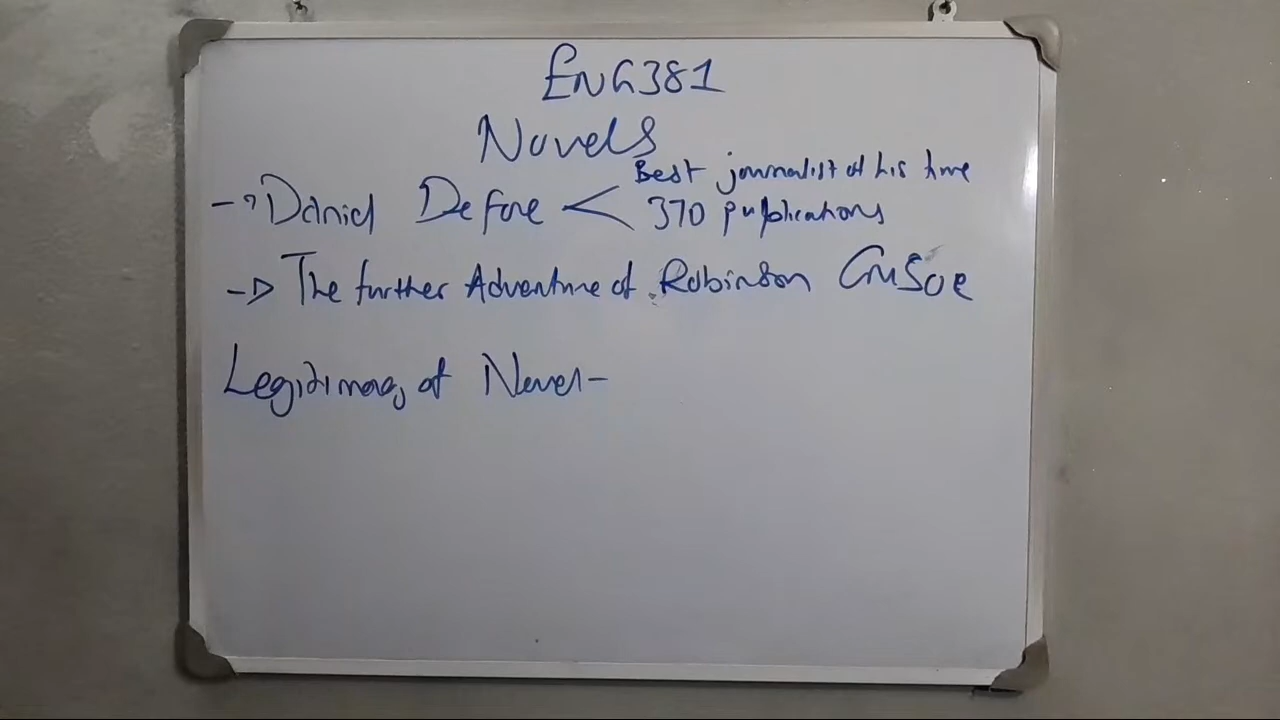 ENG381
Novels
Best journalist of his time
→ Daniel Defoe <
370 publications
→ The further Adventure of Robinson Crusoe
Legitimacy of Novel-